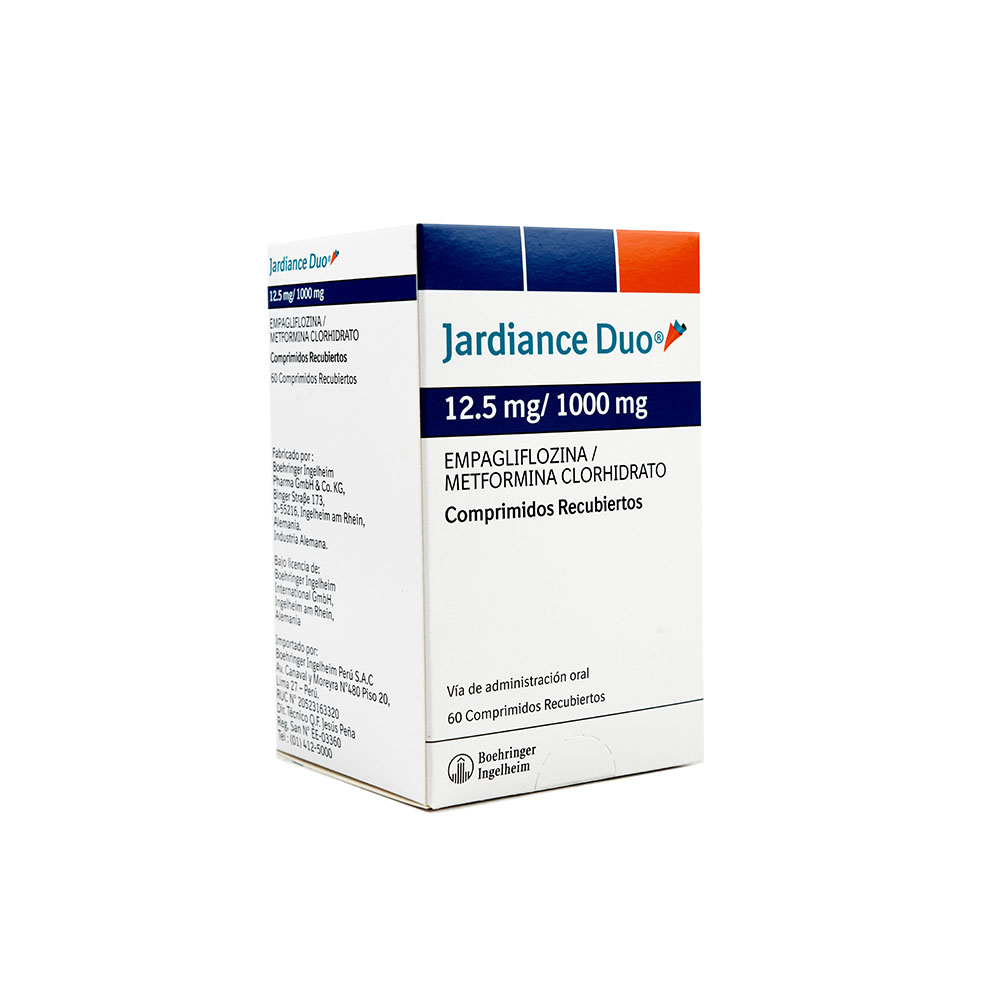 Jardiance Duo®
12.5 mg/ 1000 mg
EMPAGLIFLOZINA /
METFORMINA CLORHIDRATO
Comprimidos Recubiertos
60 Comprimidos Recubiertos
Fabricado por :
Boehringer Ingelheim
Pharma GmbH & Co. KG,
Binger Straße 173,
D-55216, Ingelheim am Rhein,
Alemania.
Industria Alemana.
Bajo licencia de:
Boehringer Ingelheim
International GmbH,
Ingelheim am Rhein,
Alemania
Importado por:
Boehringer Ingelheim Perú S.A.C
Av. Canaval y Moreyra N°480 Piso 20,
Lima 27 – Perú.
RUC N° 20523163320
Dir. Técnico Q.F. Jesús Peña
Reg. San N° EE-03360
Tel : (01) 412-5000
Jardiance Duo®
12.5 mg/ 1000 mg
EMPAGLIFLOZINA /
METFORMINA CLORHIDRATO
Comprimidos Recubiertos
Vía de administración oral
60 Comprimidos Recubiertos
Boehringer
Ingelheim